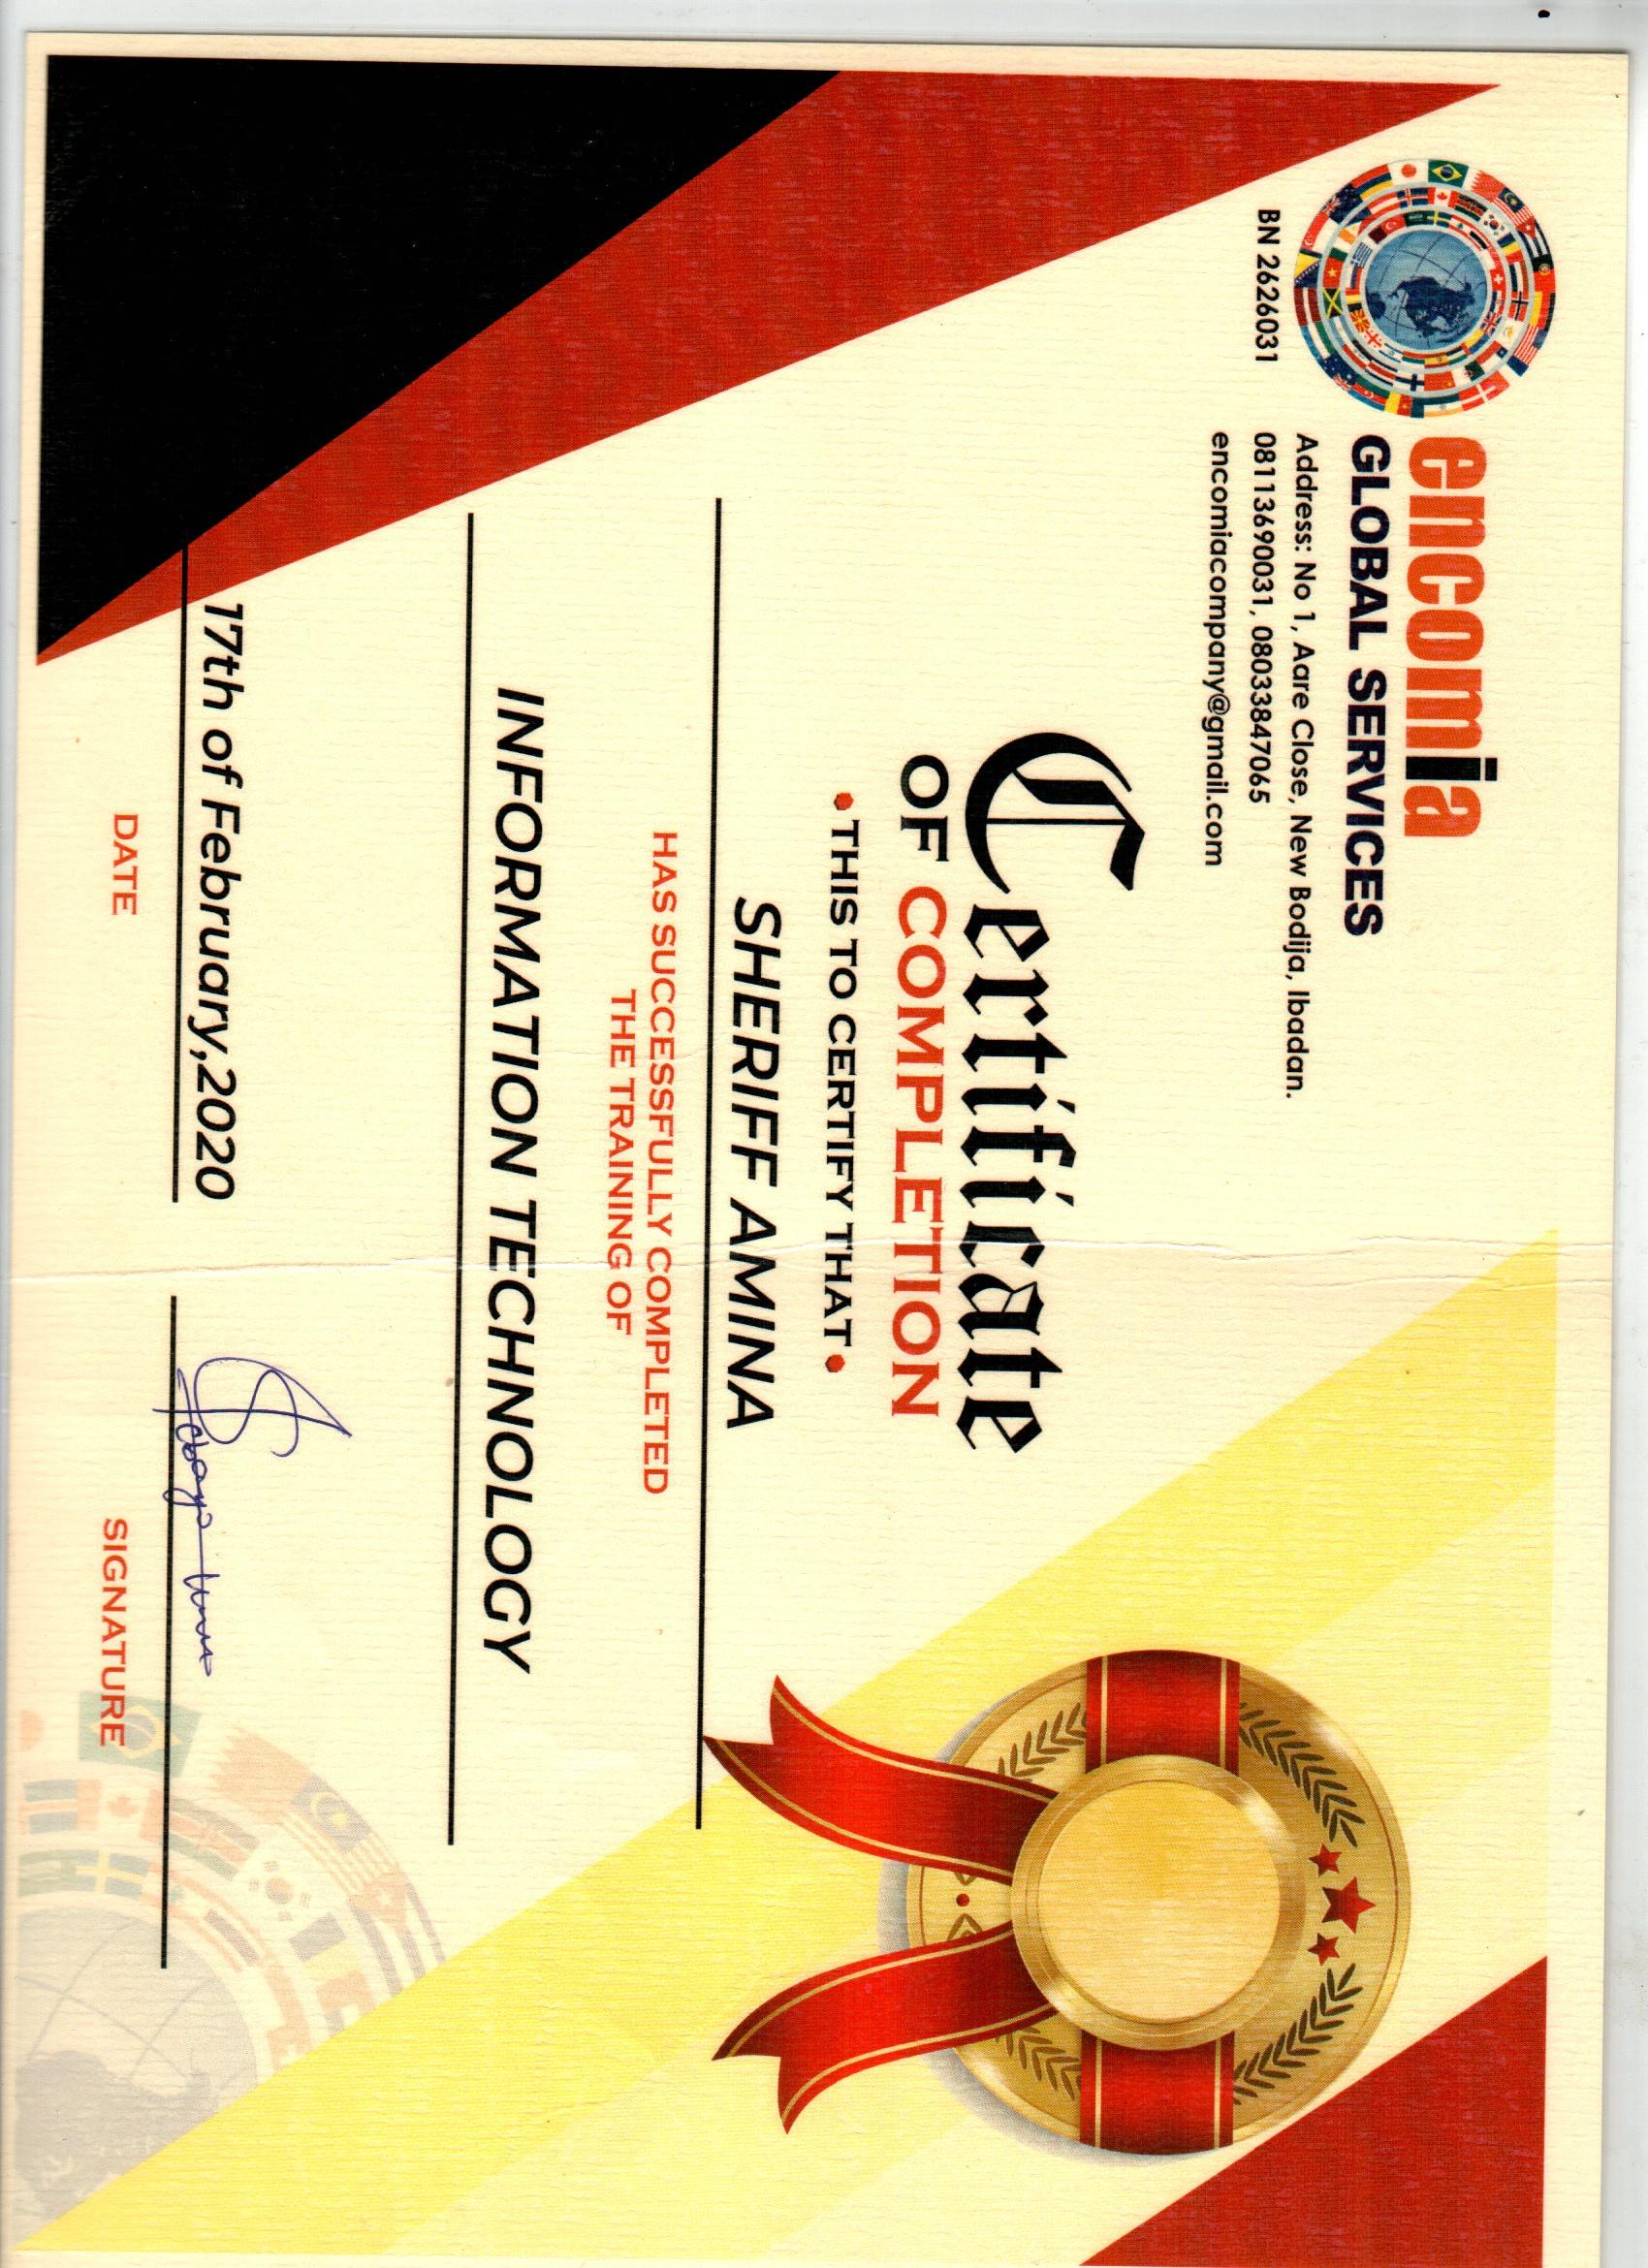 encomia
GLOBAL SERVICES
BN 2626031
Address: No 1, Aare Close, New Bodija, Ibadan.
08113690031, 08033847065
encomiacompany@gmail.com
Certificate
OF COMPLETION
• THIS TO CERTIFY THAT •
SHERIFF AMINA
HAS SUCCESSFULLY COMPLETED
THE TRAINING OF
INFORMATION TECHNOLOGY
17th of February,2020
DATE
SIGNATURE